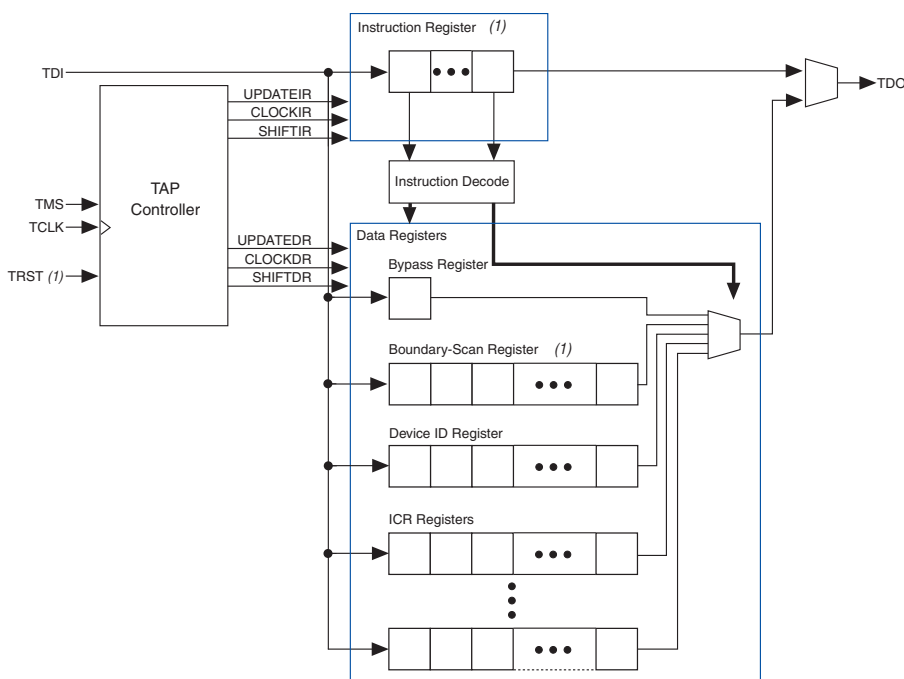 Instruction Register (1)
TDI
TDO
UPDATEIR
CLOCKIR
SHIFTIR
TAP
Controller
Instruction Decode
TMS
TCLK
TRST (1)
UPDATEDR
CLOCKDR
SHIFTDR
Data Registers
Bypass Register
Boundary-Scan Register (1)
Device ID Register
ICR Registers